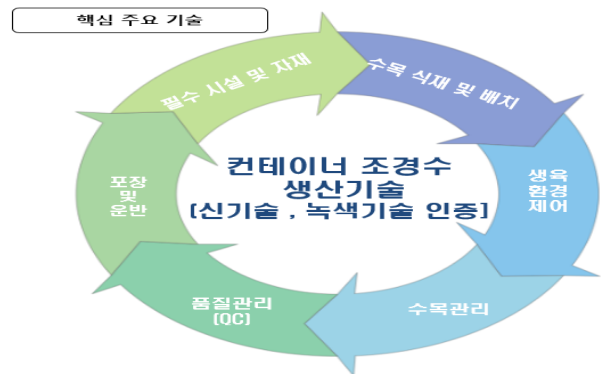 핵심 주요 기술
필수 시설 및 자재
수목 식재 및 배치
컨테이너 조경수
생산기술
[신기술 , 녹색기술 인증]
생육
환경
제어
수목관리
품질관리
[QC]
포장
및
운반